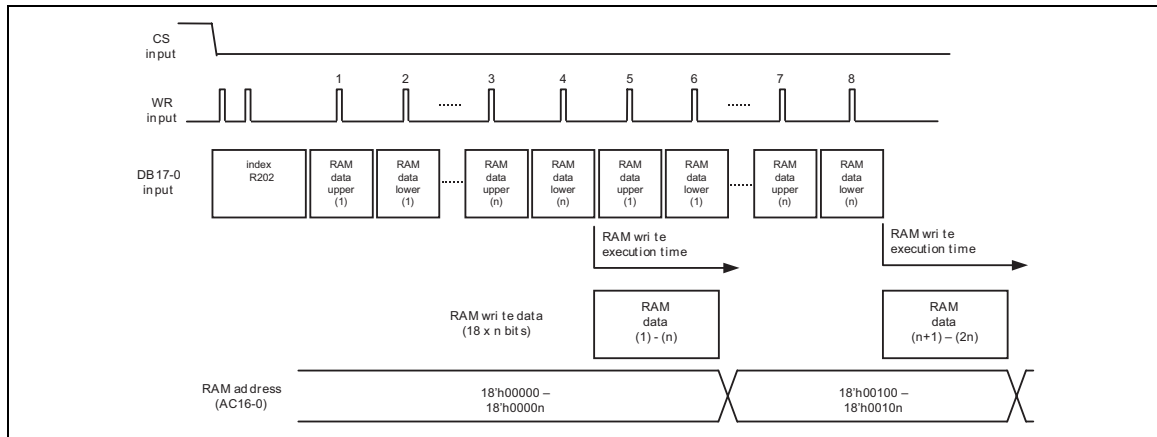 CS
input
1 2 3 4 5 6 7 8
WR
input
...... ......
DB17-0
input
index
R202
RAM
data
upper
(1)
RAM
data
lower
(1)
......
RAM
data
upper
(n)
RAM
data
lower
(n)
RAM
data
upper
(1)
RAM
data
lower
(1)
......
RAM
data
upper
(n)
RAM
data
lower
(n)
RAM write
execution time
RAM write
execution time
RAM write data
(18 x n bits)
RAM
data
(1) - (n)
RAM
data
(n+1) – (2n)
RAM address
(AC16-0)
18'h00000 –
18'h0000n
18'h00100 –
18'h0010n